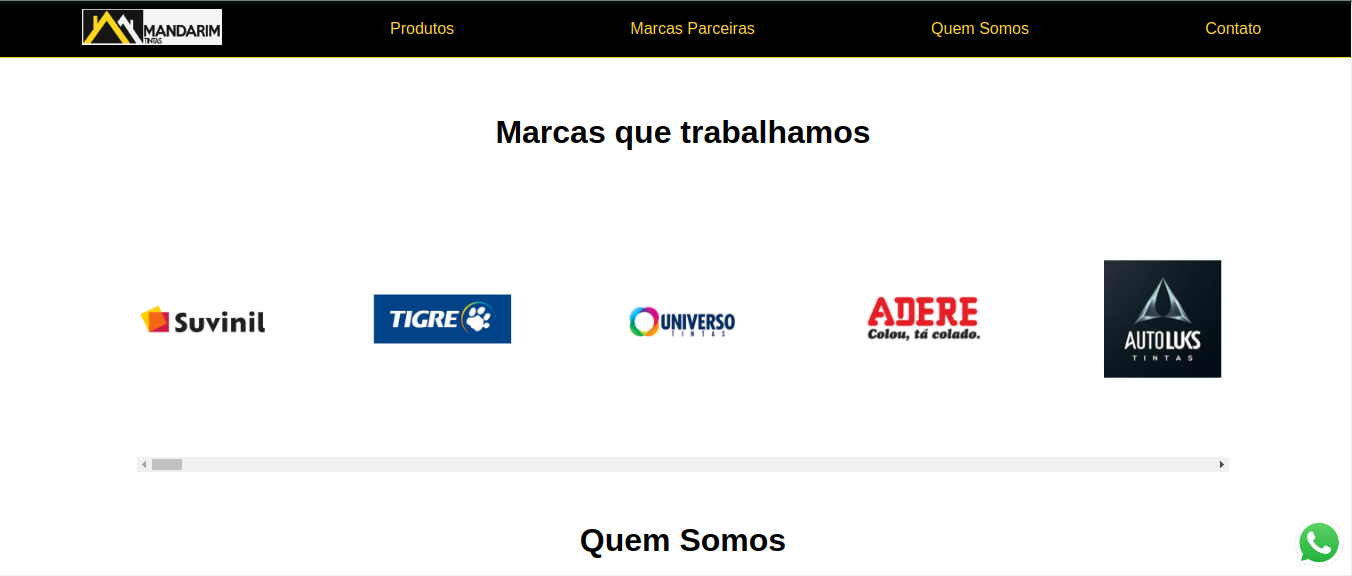 MANDARIM
TINTAS
Produtos
Marcas Parceiras
Quem Somos
Contato
Marcas que trabalhamos
Suvinil
TIGRE
UNIVERSO
TINTAS
ADERE
Colou, tá colado.
AUTOLUKS
TINTAS
Quem Somos